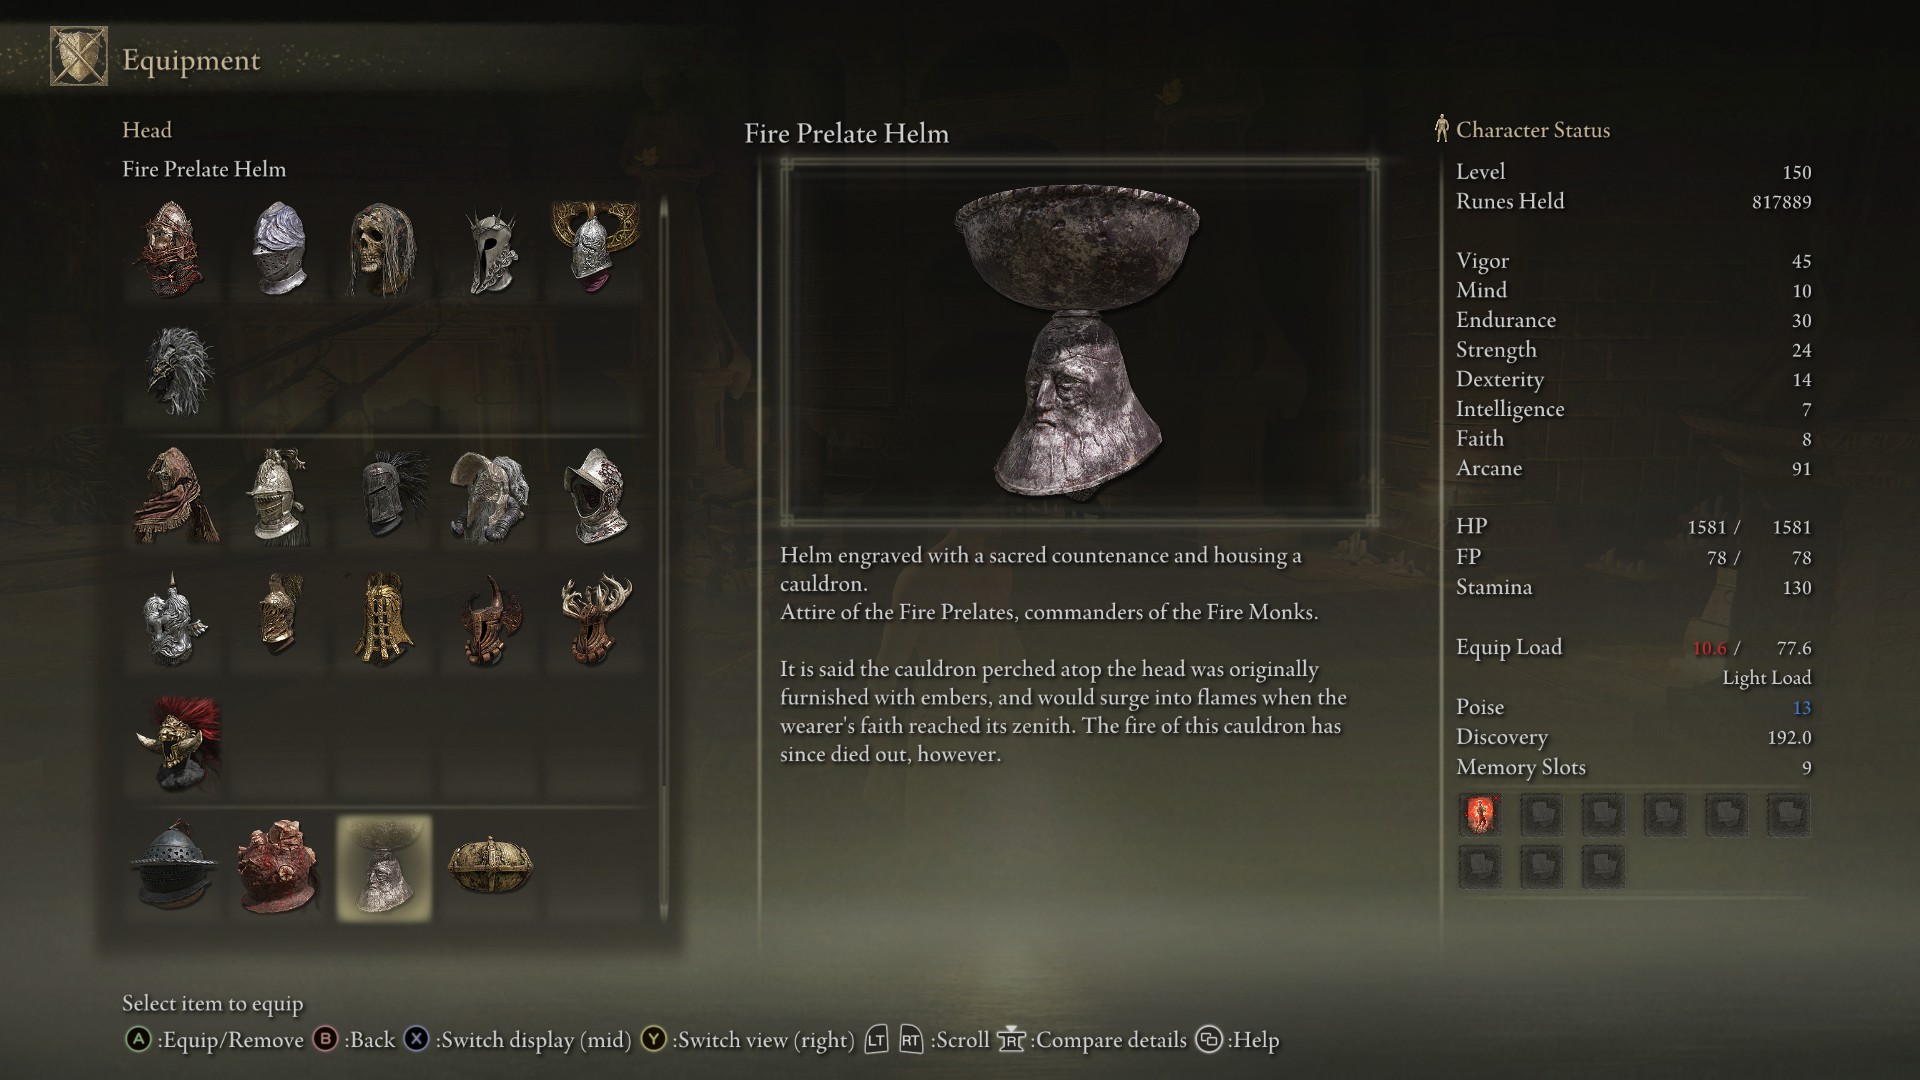 Equipment
Head
Fire Prelate Helm
Fire Prelate Helm
Helm engraved with a sacred countenance and housing a
cauldron.
Attire of the Fire Prelates, commanders of the Fire Monks.
It is said the cauldron perched atop the head was originally
furnished with embers, and would surge into flames when the
wearer's faith reached its zenith. The fire of this cauldron has
since died out, however.
Character Status
Level 150
Runes Held 817889
Vigor 45
Mind 10
Endurance 30
Strength 24
Dexterity 14
Intelligence 7
Faith 8
Arcane 91
HP 1581 / 1581
FP 78 / 78
Stamina 130
Equip Load 10.6 / 77.6
Light Load
Poise 13
Discovery 192.0
Memory Slots 9
Select item to equip
A :Equip/Remove B :Back X :Switch display (mid) Y :Switch view (right) LT RT :Scroll R :Compare details :Help